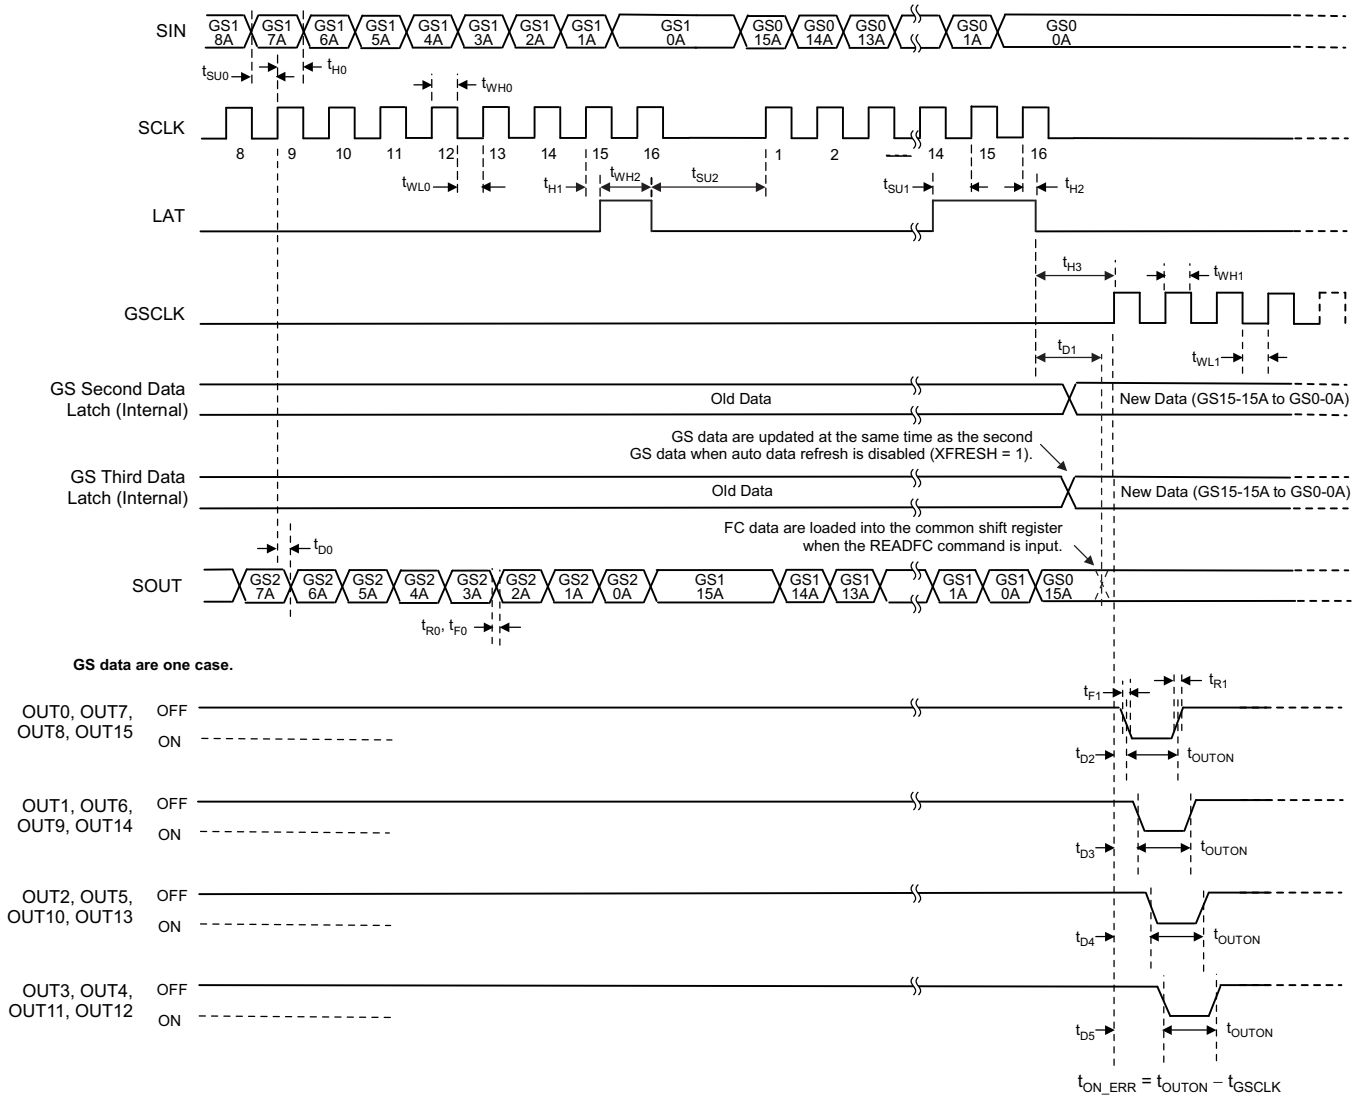 SIN
GS1 8A
GS1 7A
GS1 6A
GS1 5A
GS1 4A
GS1 3A
GS1 2A
GS1 1A
GS1 0A
GS0 15A
GS0 14A
GS0 13A
GS0 1A
GS0 0A
tSU0
tH0
tWH0
SCLK
8 9 10 11 12 13 14 15 16 1 2 14 15 16
tWL0
tH1
tWH2
tSU2
tSU1
tH2
LAT
tH3
tWH1
GSCLK
tD1
tWL1
GS Second Data
Latch (Internal)
Old Data
New Data (GS15-15A to GS0-0A)
GS data are updated at the same time as the second
GS data when auto data refresh is disabled (XFRESH = 1).
GS Third Data
Latch (Internal)
Old Data
New Data (GS15-15A to GS0-0A)
FC data are loaded into the common shift register
when the READFC command is input.
tD0
SOUT
GS2 7A
GS2 6A
GS2 5A
GS2 4A
GS2 3A
GS2 2A
GS2 1A
GS2 0A
GS1 15A
GS1 14A
GS1 13A
GS1 1A
GS1 0A
GS0 15A
tR0, tF0
GS data are one case.
tF1
tR1
OUT0, OUT7,
OUT8, OUT15
OFF
ON
tD2
tOUTON
OUT1, OUT6,
OUT9, OUT14
OFF
ON
tD3
tOUTON
OUT2, OUT5,
OUT10, OUT13
OFF
ON
tD4
tOUTON
OUT3, OUT4,
OUT11, OUT12
OFF
ON
tD5
tOUTON
tON_ERR = tOUTON − tGSCLK